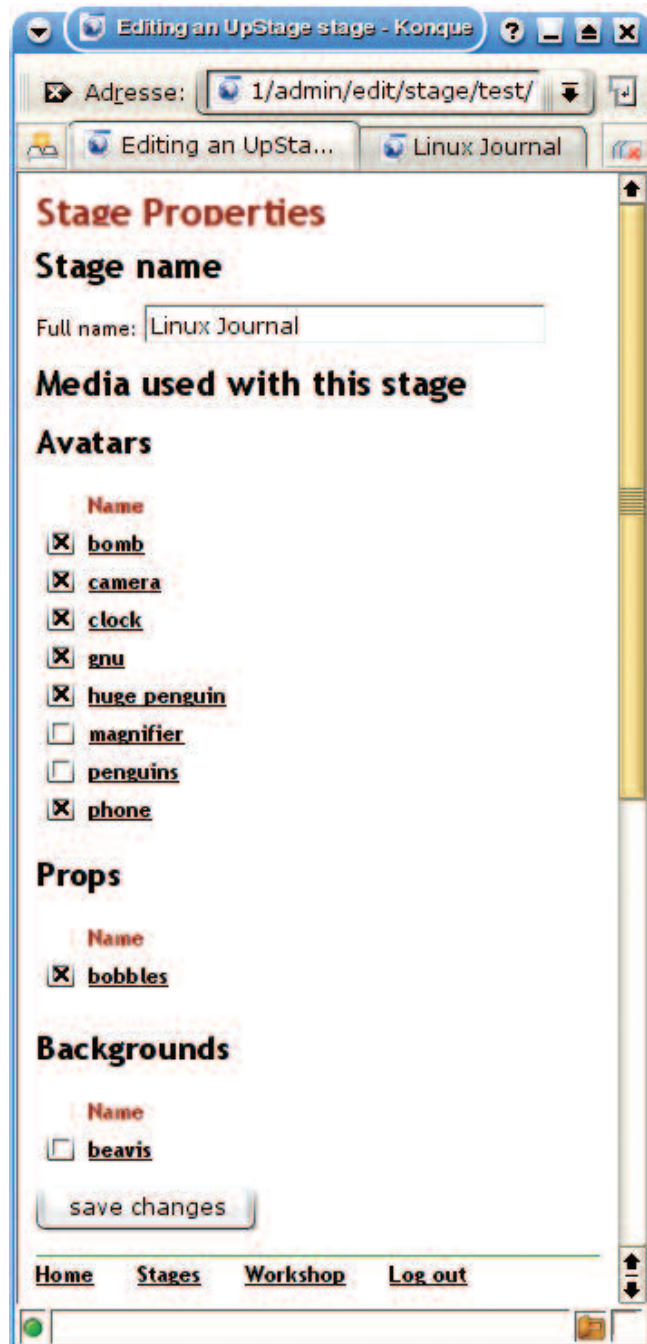 Editing an UpStage stage - Konque
Adresse: 1/admin/edit/stage/test/
Editing an UpSta... Linux Journal
Stage Properties
Stage name
Full name: Linux Journal
Media used with this stage
Avatars
Name
bomb
camera
clock
gnu
huge penguin
magnifier
penguins
phone
Props
Name
bobbles
Backgrounds
Name
beavis
save changes
Home Stages Workshop Log out